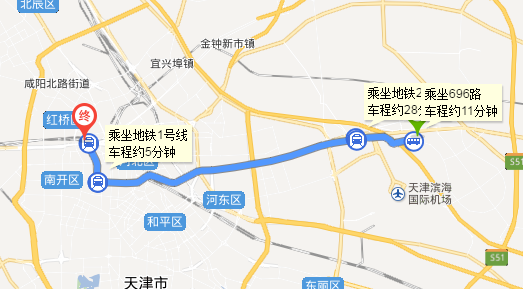 北辰区
金钟新市镇
宜兴埠镇
咸阳北路街道
乘坐地铁2
车程约28
乘坐696路
车程约11分钟
红桥
终
乘坐地铁1号线
车程约5分钟
北区
S51
南开区
河东区
天津滨海
国际机场
和平区
S51
天津市
东丽区